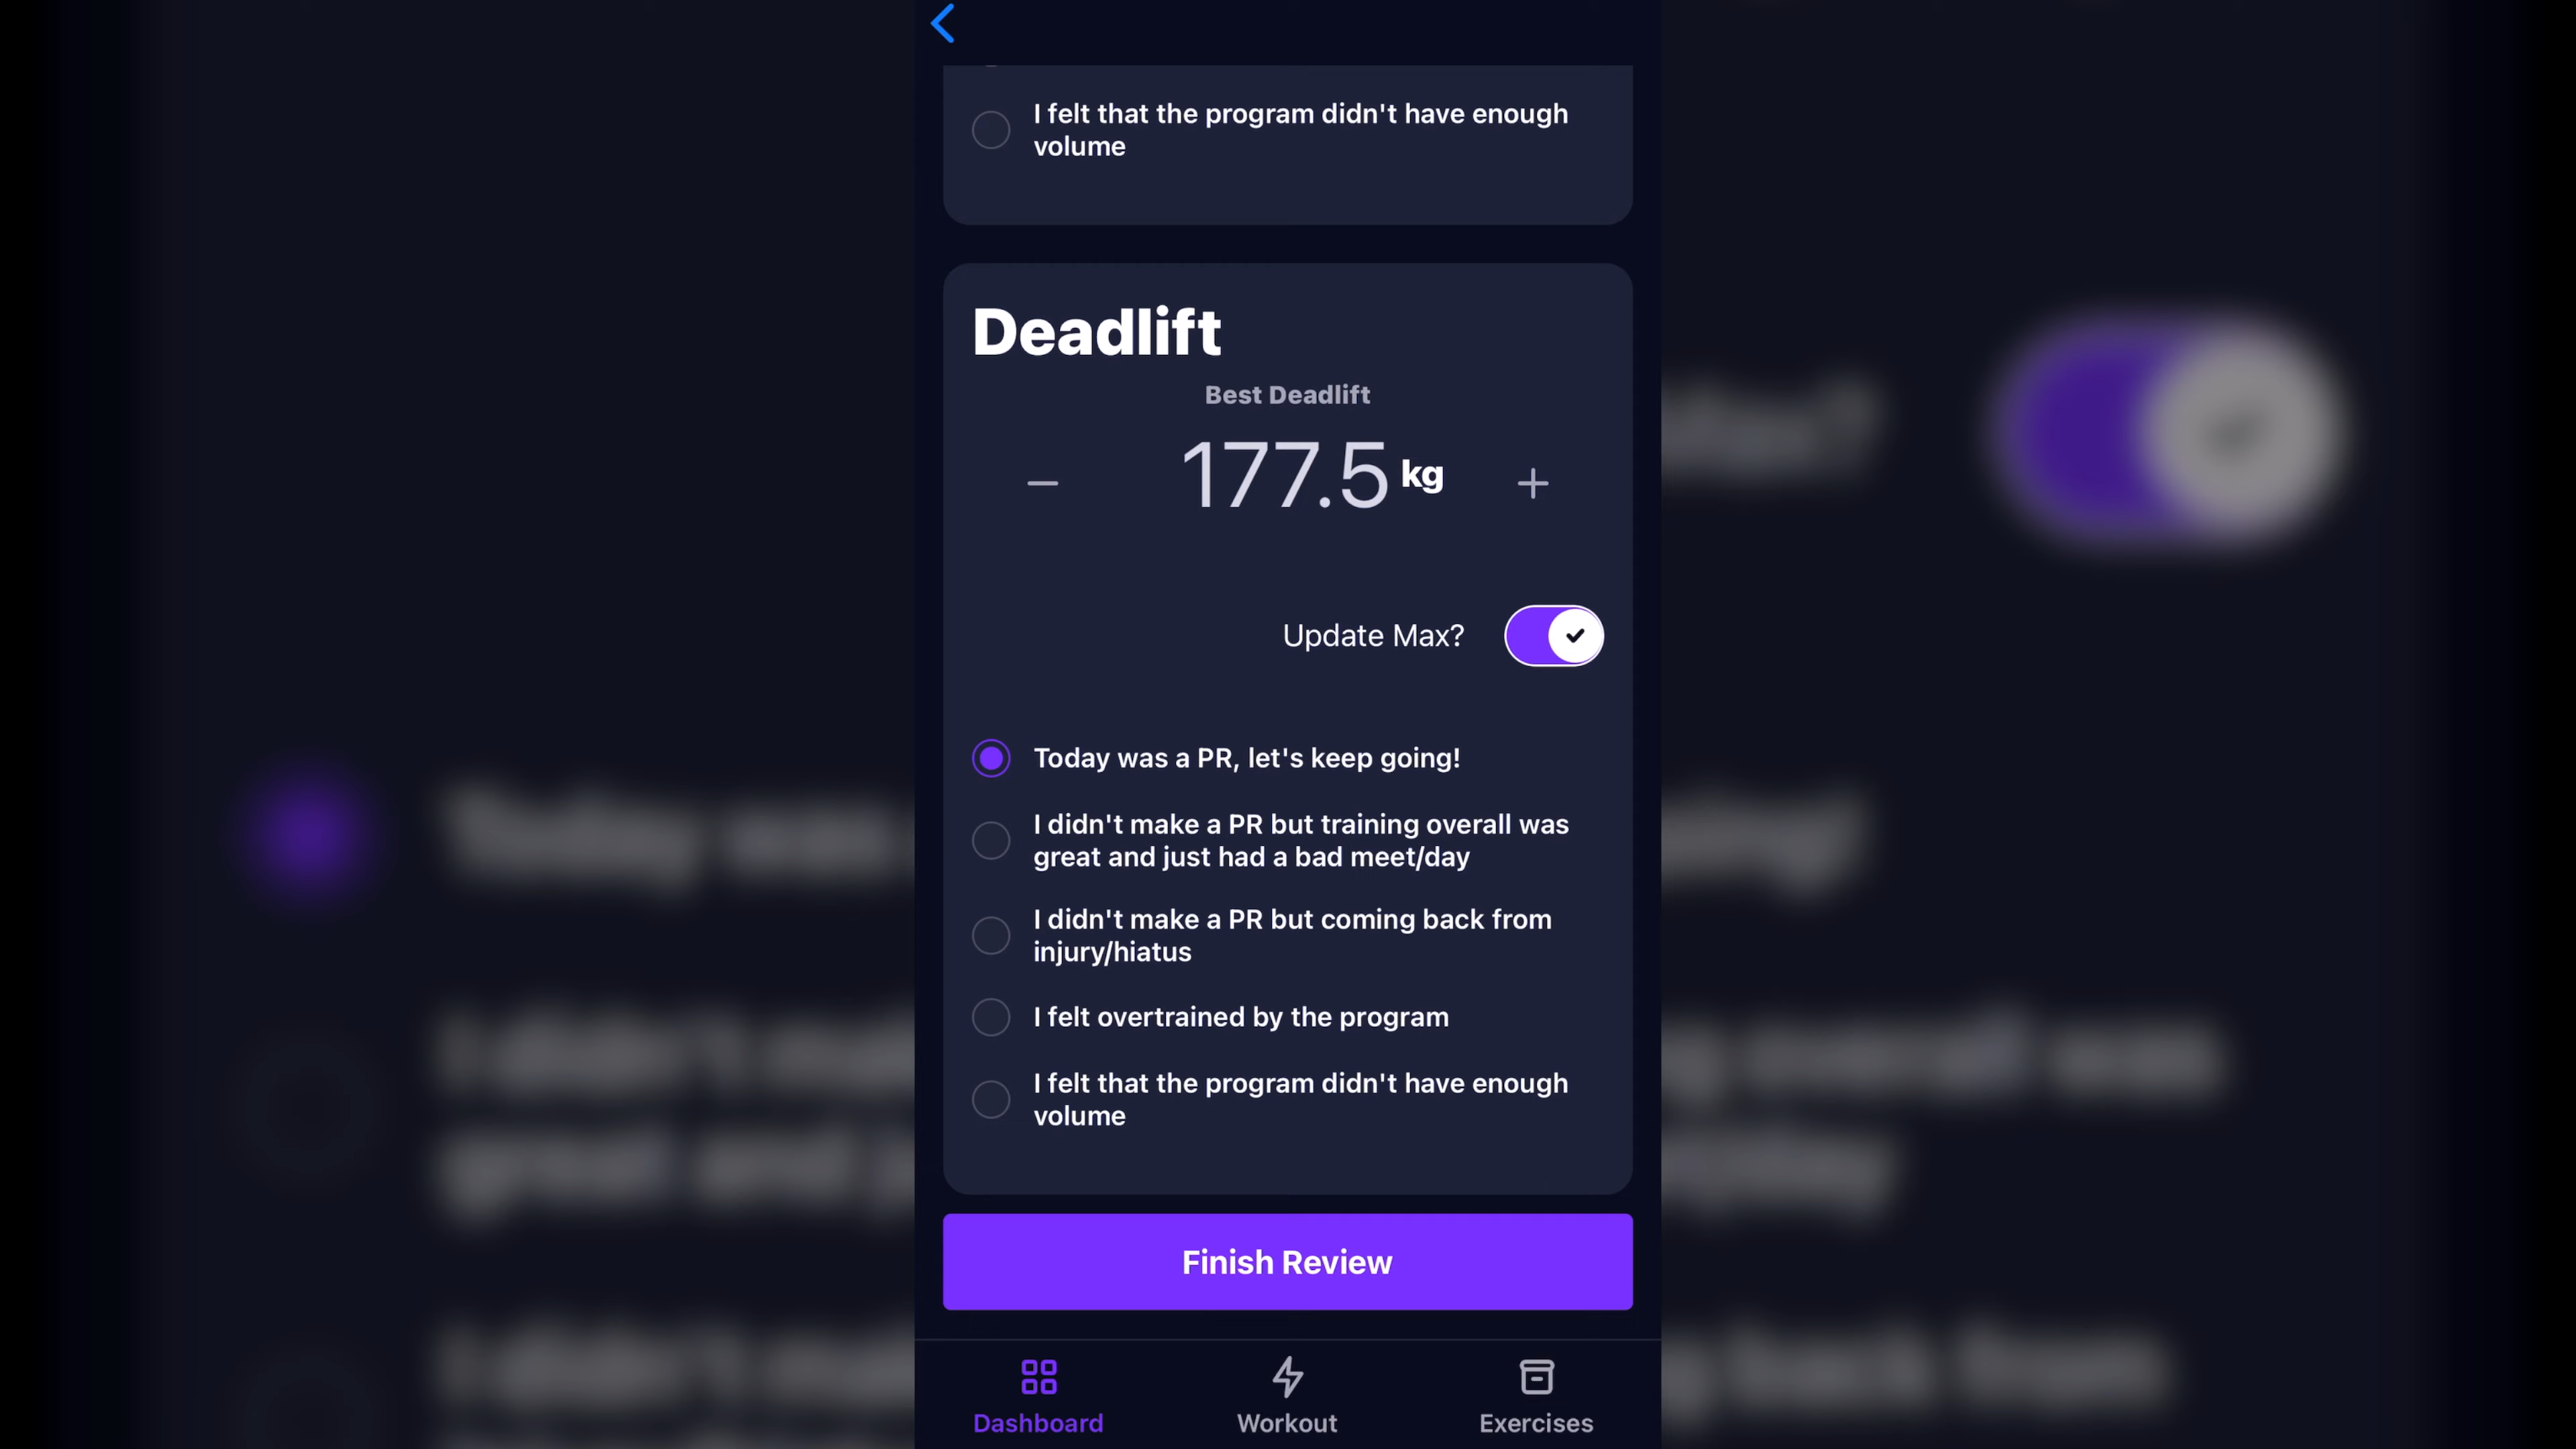 I felt that the program didn't have enough
volume
Deadlift
Best Deadlift
177.5 kg
Update Max?
Today was a PR, let's keep going!
I didn't make a PR but training overall was
great and just had a bad meet/day
I didn't make a PR but coming back from
injury/hiatus
I felt overtrained by the program
I felt that the program didn't have enough
volume
Finish Review
Dashboard
Workout
Exercises